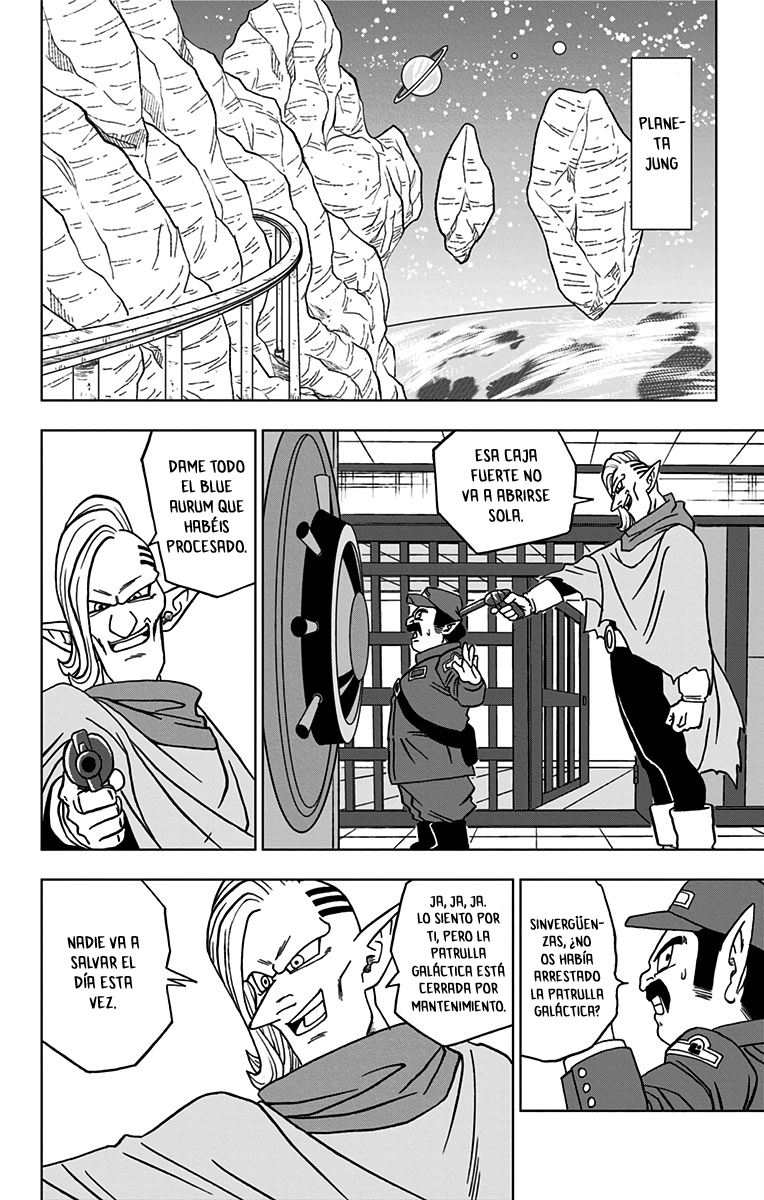 PLANE-
TA
JUNG
ESA CAJA
FUERTE NO
VA A ABRIRSE
SOLA.
DAME TODO
EL BLUE
AURUM QUE
HABÉIS
PROCESADO.
SINVERGÜEN-
ZAS, ¿NO
OS HABÍA
ARRESTADO
LA PATRULLA
GALÁCTICA?
JA, JA, JA.
LO SIENTO POR
TI, PERO LA
PATRULLA
GALÁCTICA ESTÁ
CERRADA POR
MANTENIMIENTO.
NADIE VA A
SALVAR EL
DÍA ESTA
VEZ.